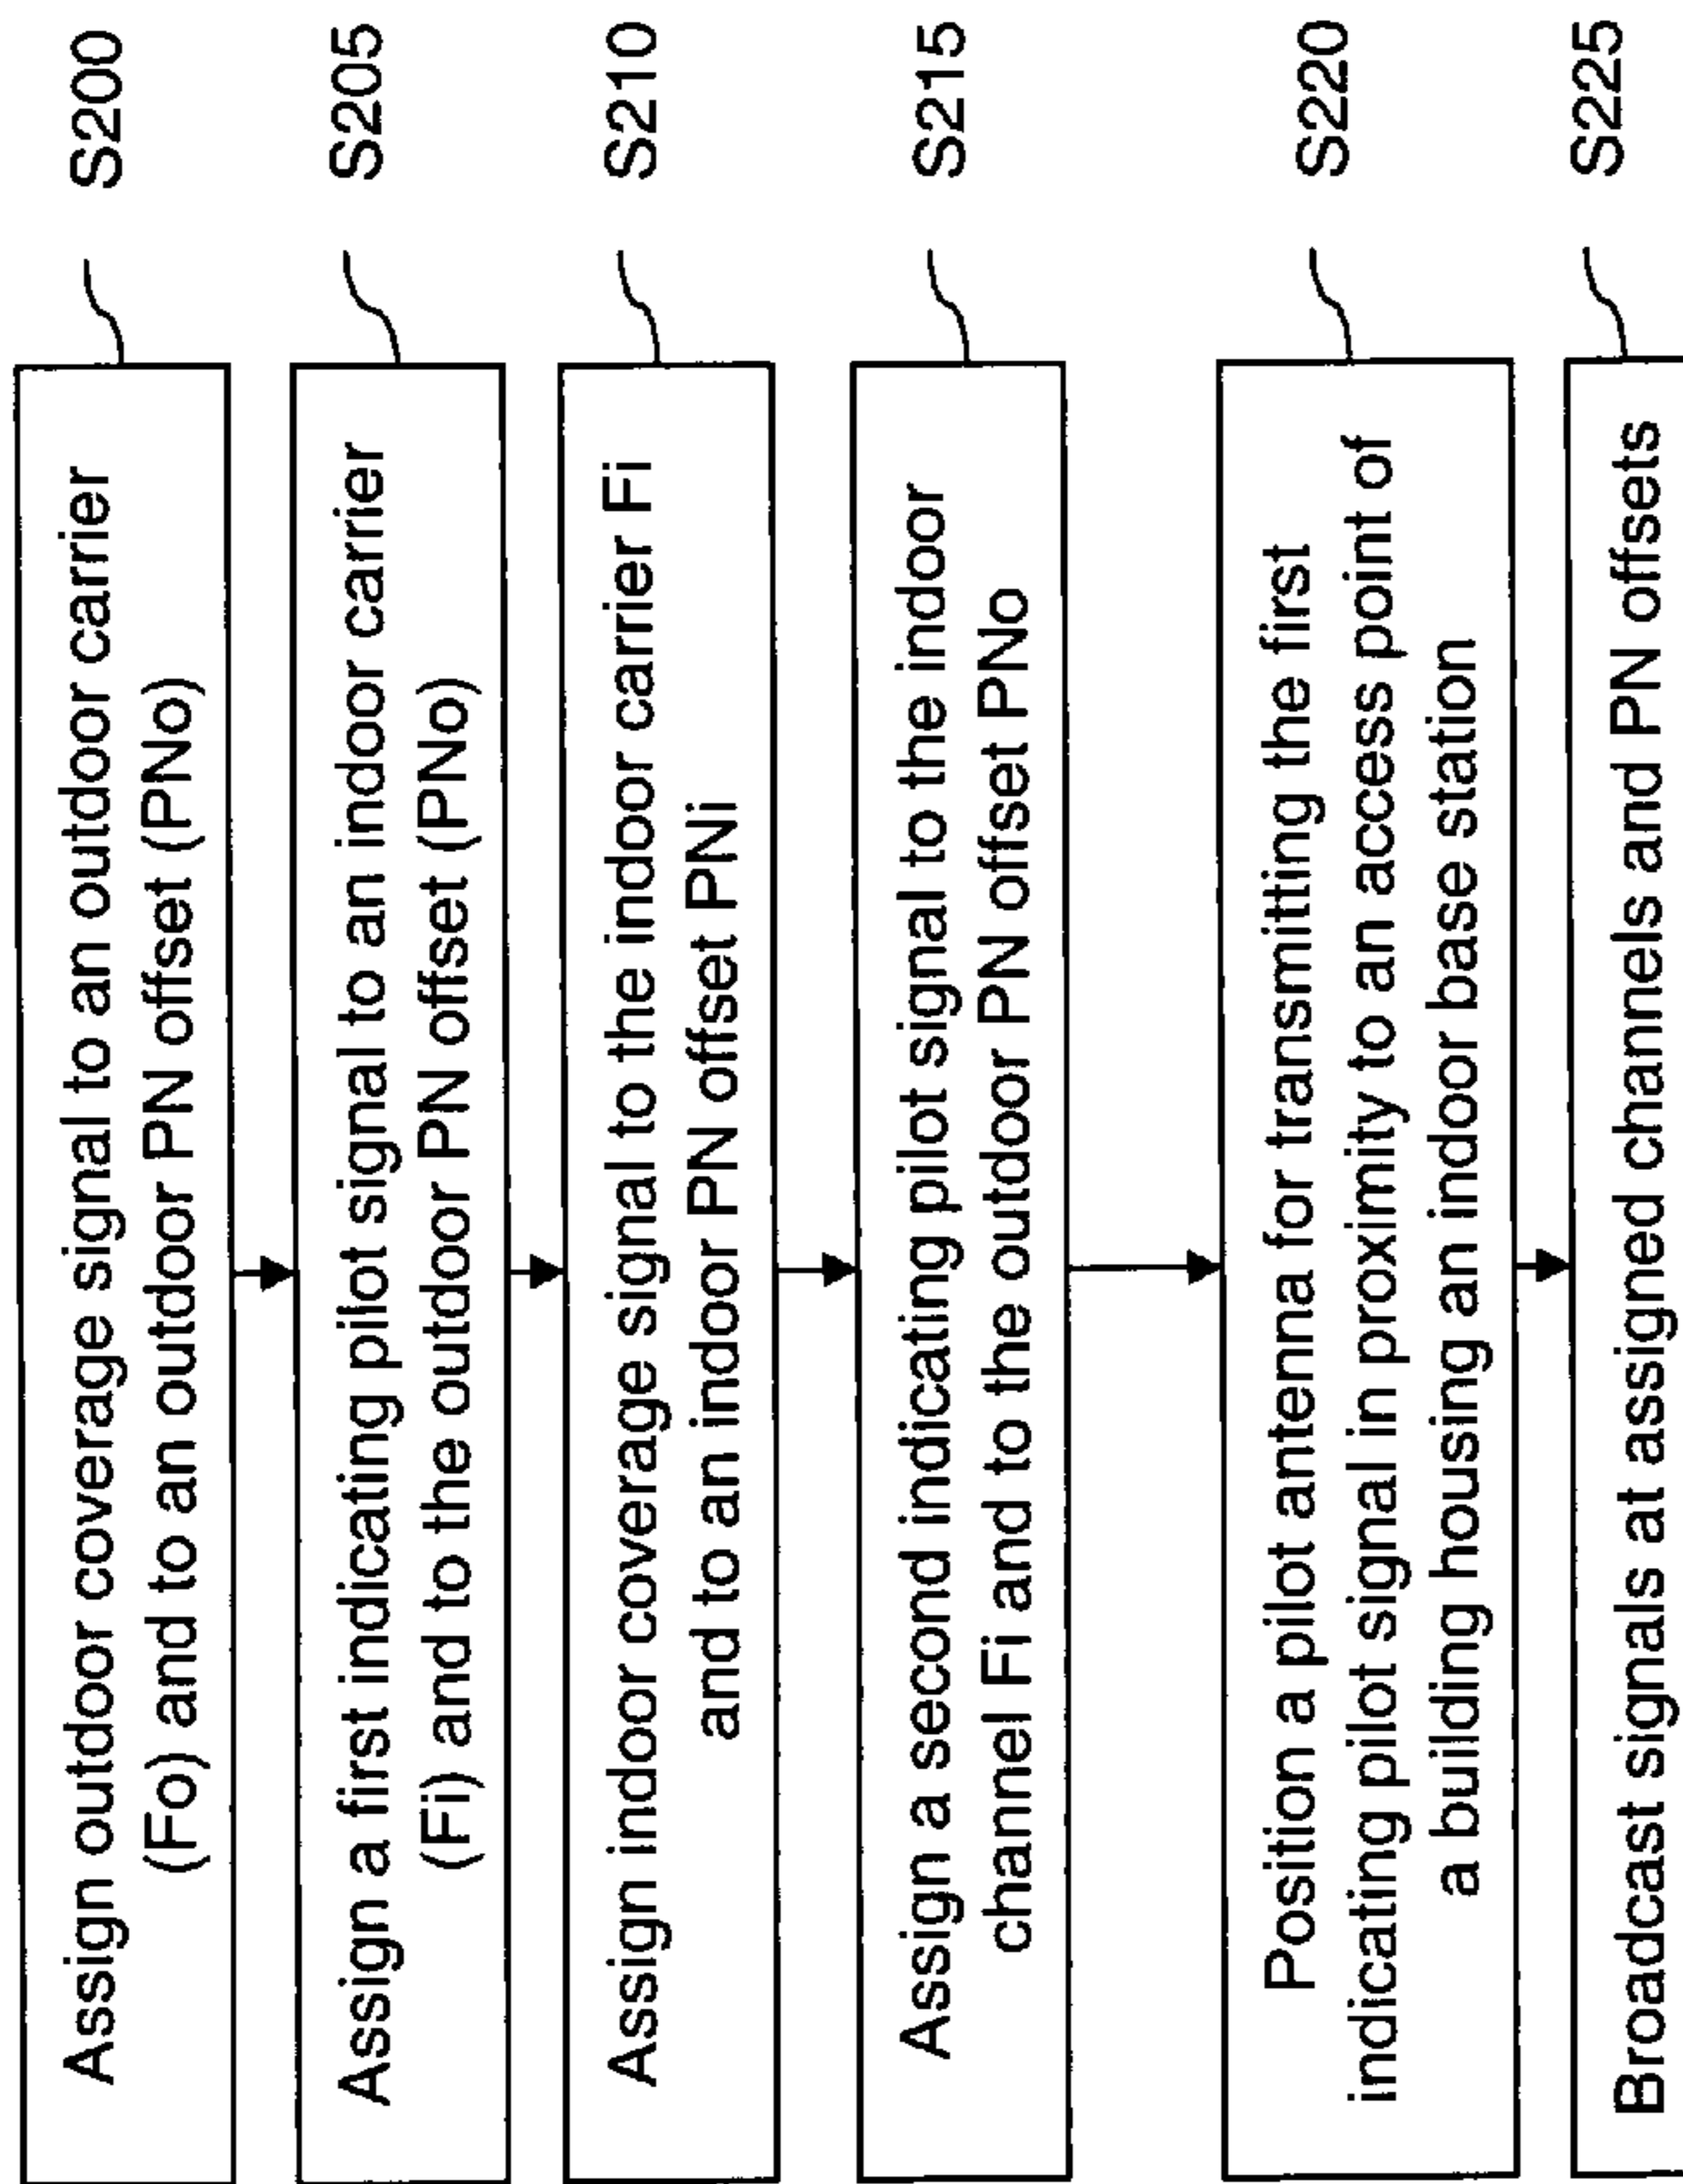 Assign outdoor coverage signal to an outdoor carrier
(Fo) and to an outdoor PN offset (PNo)
S200
Assign a first indicating pilot signal to an indoor carrier
(Fi) and to the outdoor PN offset (PNo)
S205
Assign indoor coverage signal to the indoor carrier Fi
and to an indoor PN offset PNi
S210
Assign a second indicating pilot signal to the indoor
channel Fi and to the outdoor PN offset PNo
S215
Position a pilot antenna for transmitting the first
indicating pilot signal in proximity to an access point of
a building housing an indoor base station
S220
Broadcast signals at assigned channels and PN offsets
S225